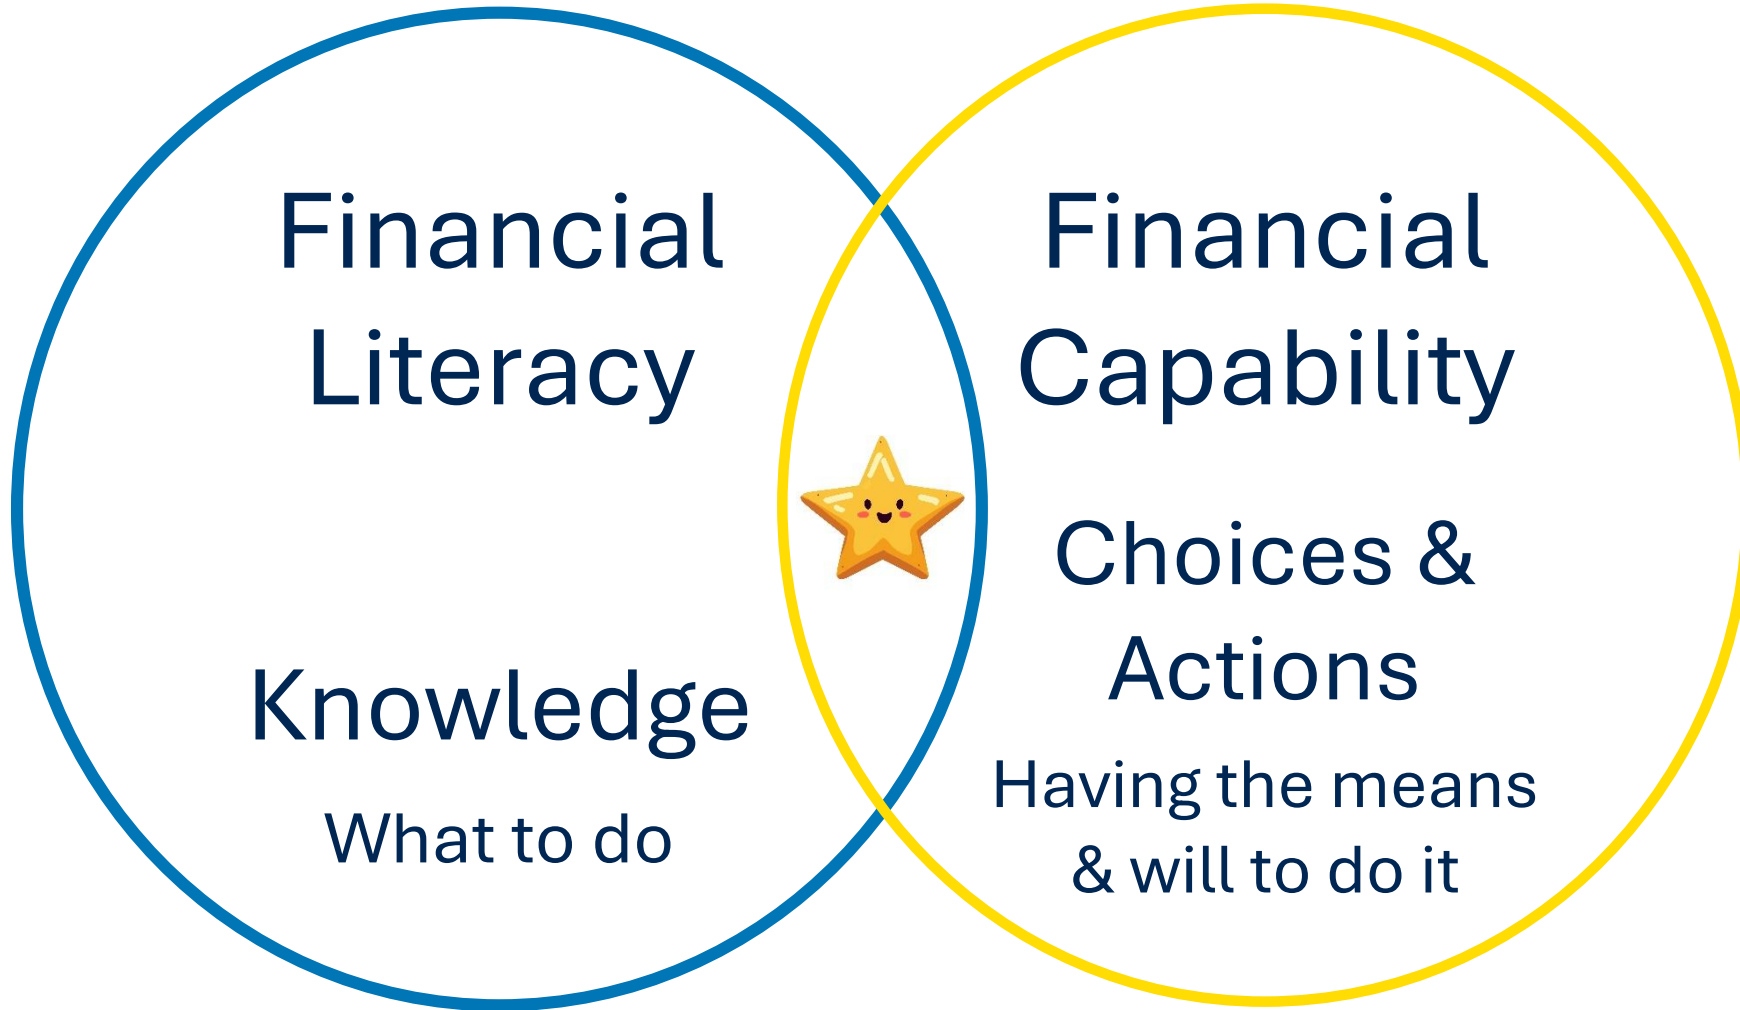 Financial
Literacy
Knowledge
What to do
Financial
Capability
Choices &
Actions
Having the means
& will to do it